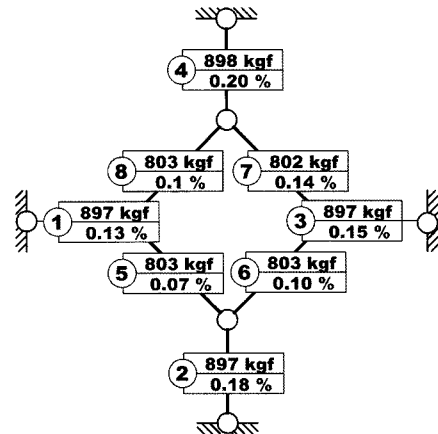 4 898 kgf
0.20 %
8 803 kgf
0.1 %
7 802 kgf
0.14 %
1 897 kgf
0.13 %
3 897 kgf
0.15 %
5 803 kgf
0.07 %
6 803 kgf
0.10 %
2 897 kgf
0.18 %